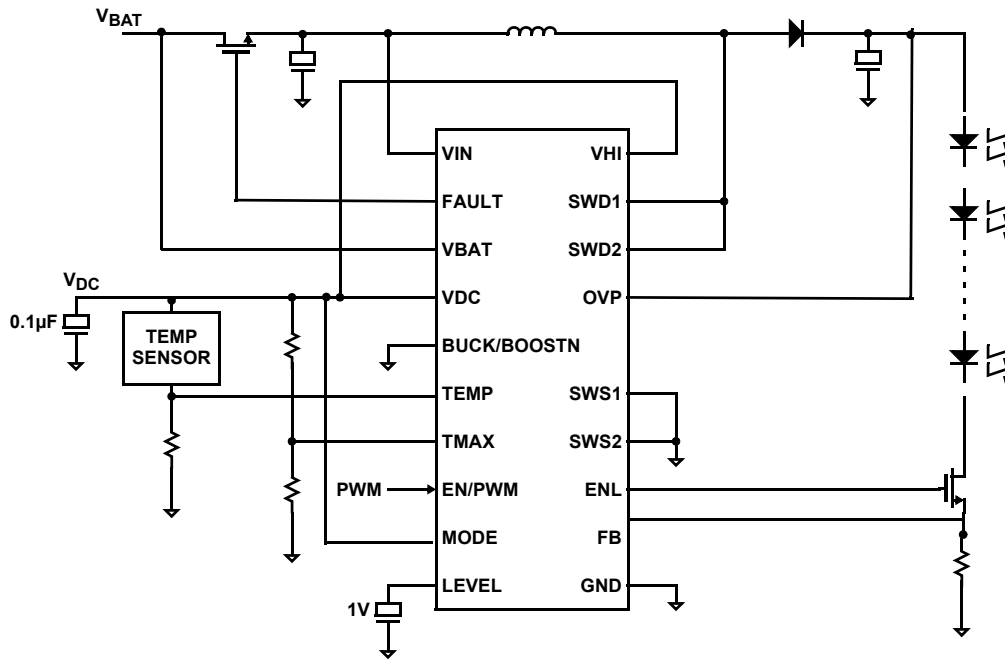 VBAT
VIN
VHI
FAULT
SWD1
VBAT
SWD2
VDC
VDC
OVP
0.1µF
TEMP
SENSOR
BUCK/BOOSTN
TEMP
SWS1
TMAX
SWS2
PWM
EN/PWM
ENL
MODE
FB
LEVEL
GND
1V